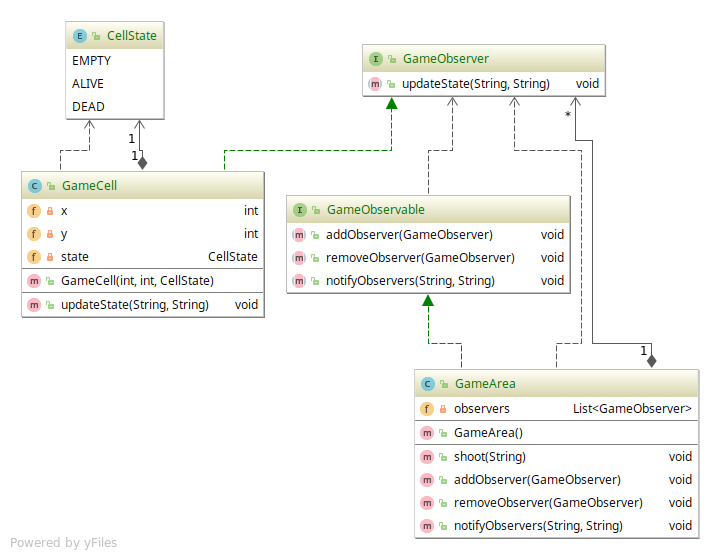 E CellState
EMPTY
ALIVE
DEAD
I GameObserver
m updateState(String, String) void
*
1
1
C GameCell
f x int
f y int
f state CellState
m GameCell(int, int, CellState)
m updateState(String, String) void
I GameObservable
m addObserver(GameObserver) void
m removeObserver(GameObserver) void
m notifyObservers(String, String) void
1
C GameArea
f observers List<GameObserver>
m GameArea()
m shoot(String) void
m addObserver(GameObserver) void
m removeObserver(GameObserver) void
m notifyObservers(String, String) void
Powered by yFiles